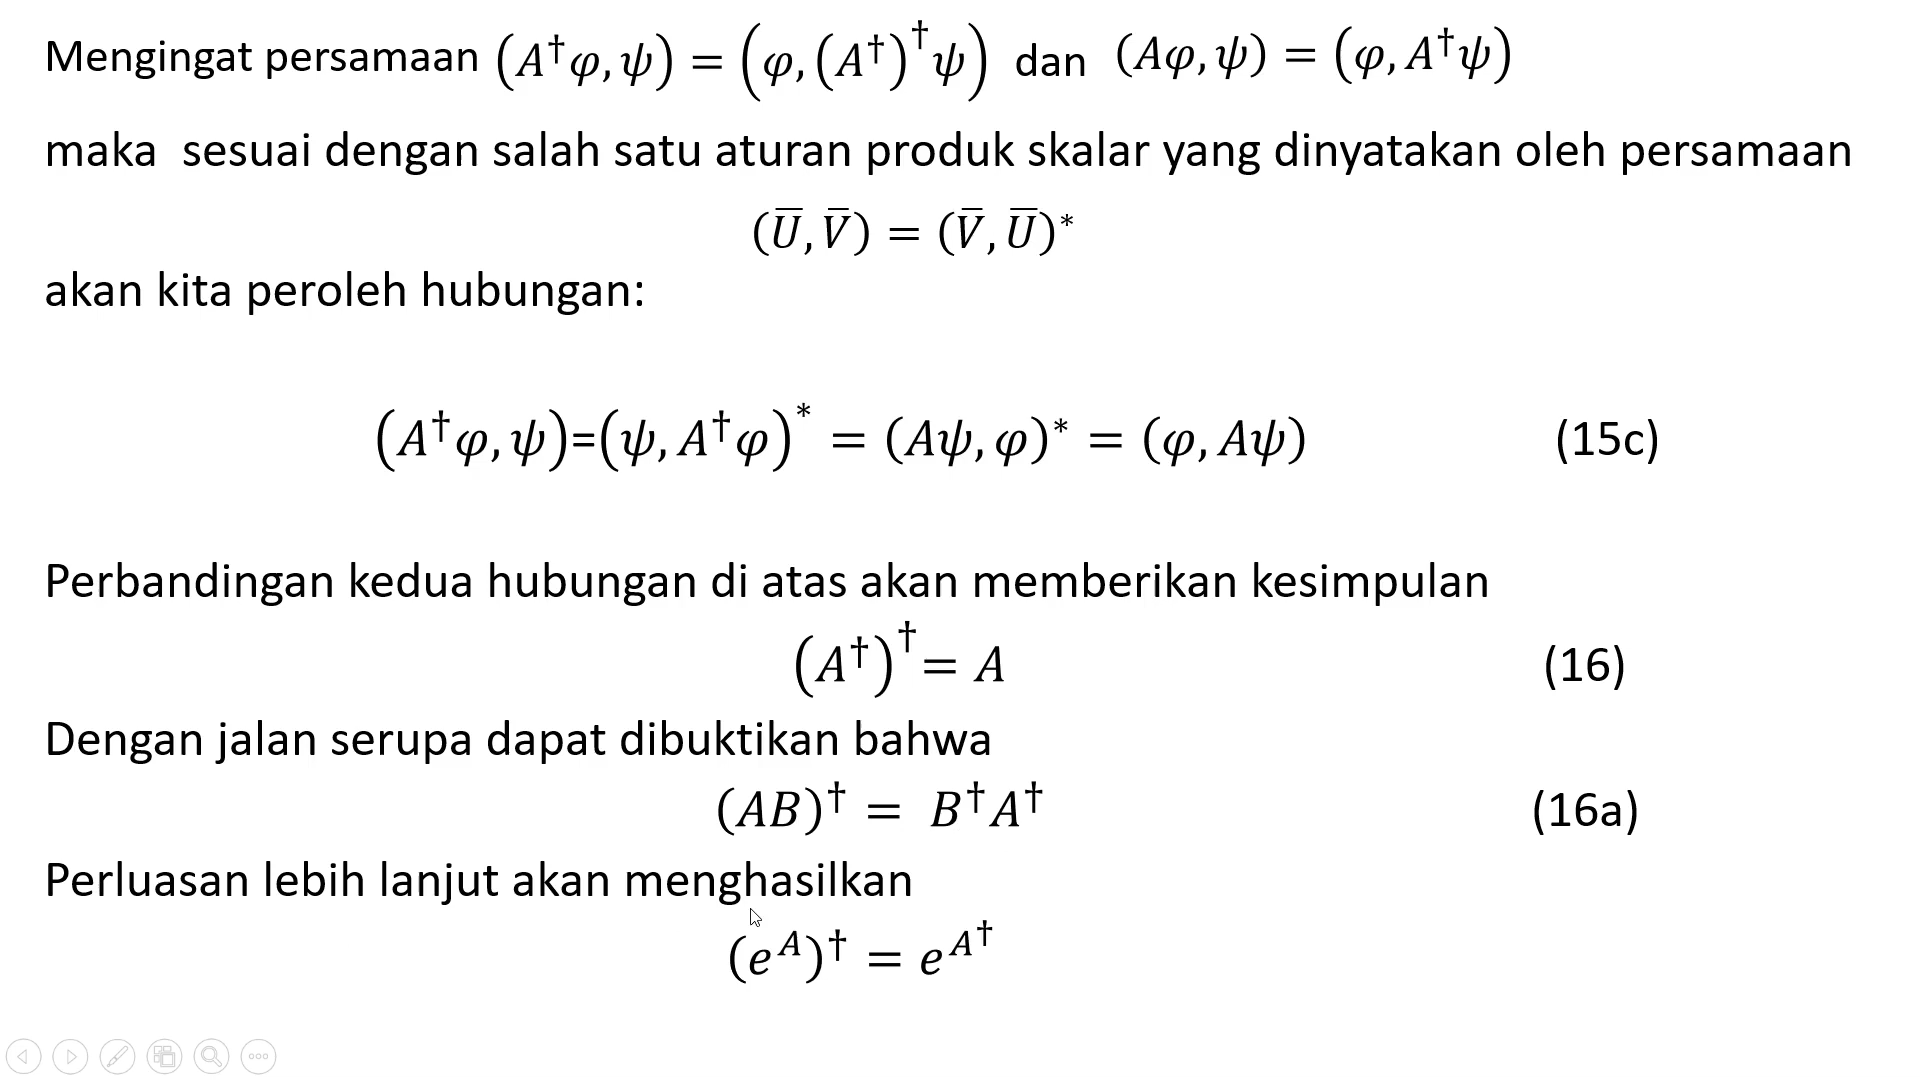 Mengingat persamaan (A†φ, ψ) = (φ, (A†)†ψ) dan (Aφ, ψ) = (φ, A†ψ)
maka sesuai dengan salah satu aturan produk skalar yang dinyatakan oleh persamaan
(U̅, V̅) = (V̅, U̅)*
akan kita peroleh hubungan:
(A†φ, ψ)=(ψ, A†φ)* = (Aψ, φ)* = (φ, Aψ) (15c)
Perbandingan kedua hubungan di atas akan memberikan kesimpulan
(A†)†= A (16)
Dengan jalan serupa dapat dibuktikan bahwa
(AB)† = B†A† (16a)
Perluasan lebih lanjut akan menghasilkan
(e^A)† = e^A†